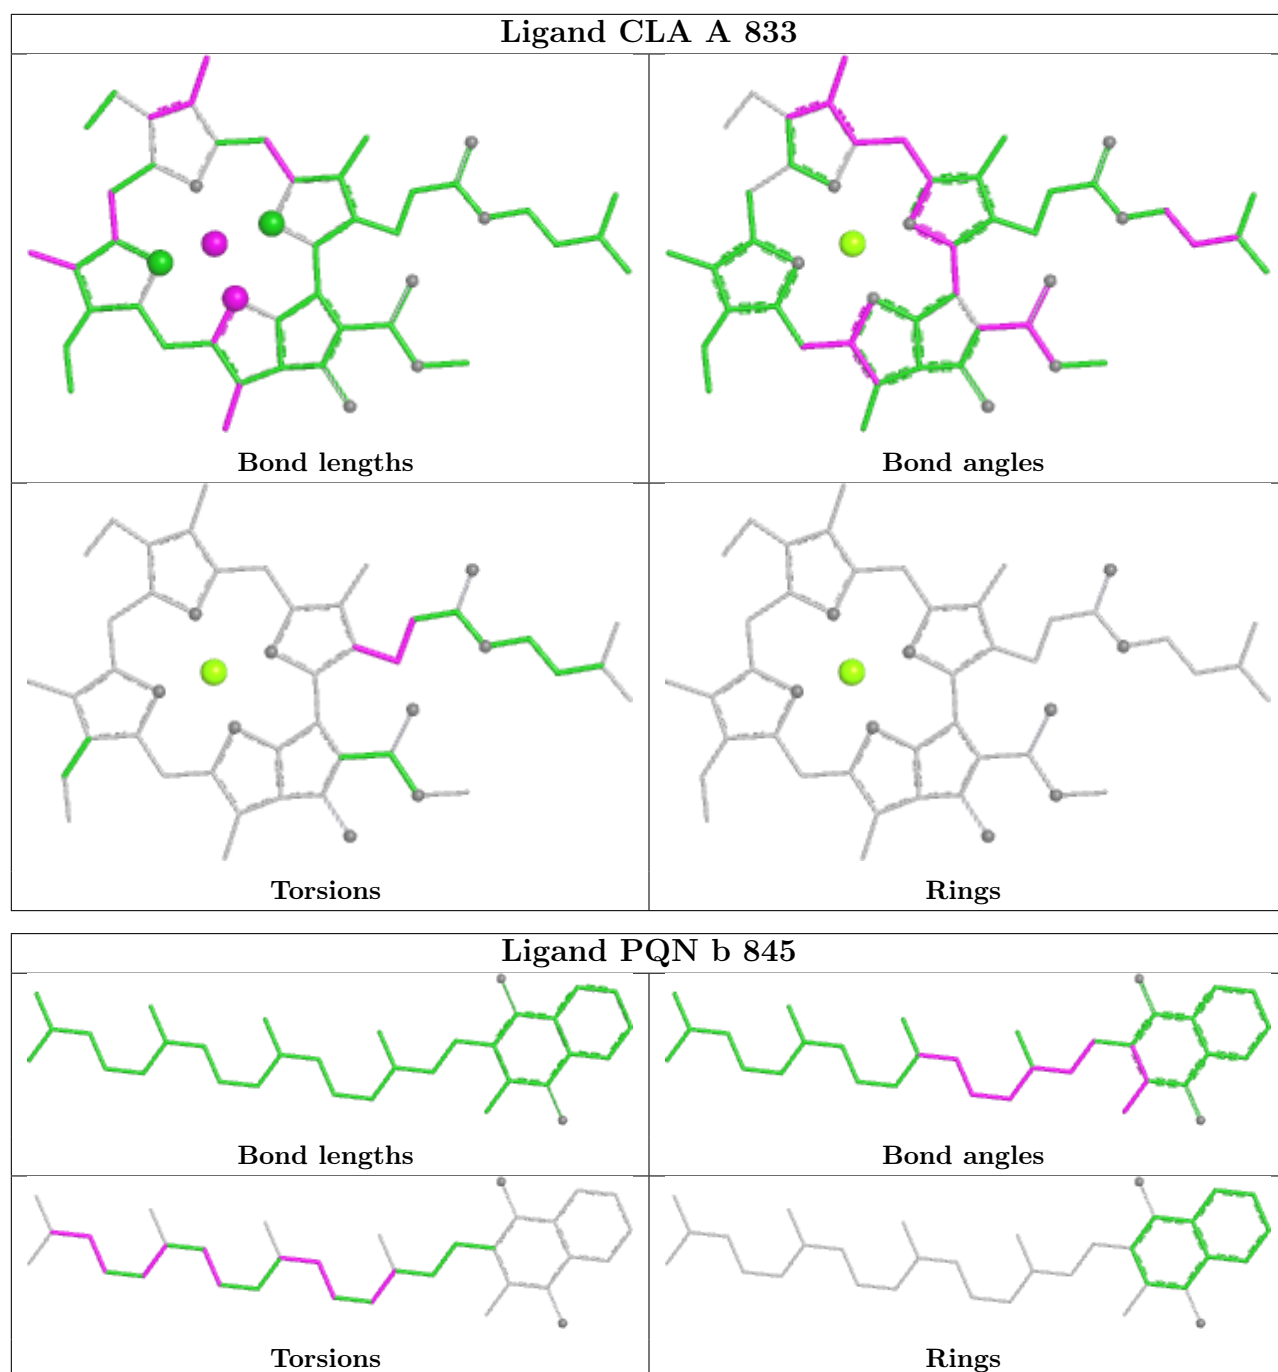 Ligand CLA A 833
Bond lengths
Bond angles
Torsions
Rings
Ligand PQN b 845
Bond lengths
Bond angles
Torsions
Rings